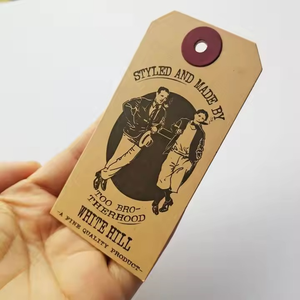 STYLED AND MADE BY
TOO BRO-
THERHOOD
WHITE HILL
-A FINE QUALITY PRODUCT-